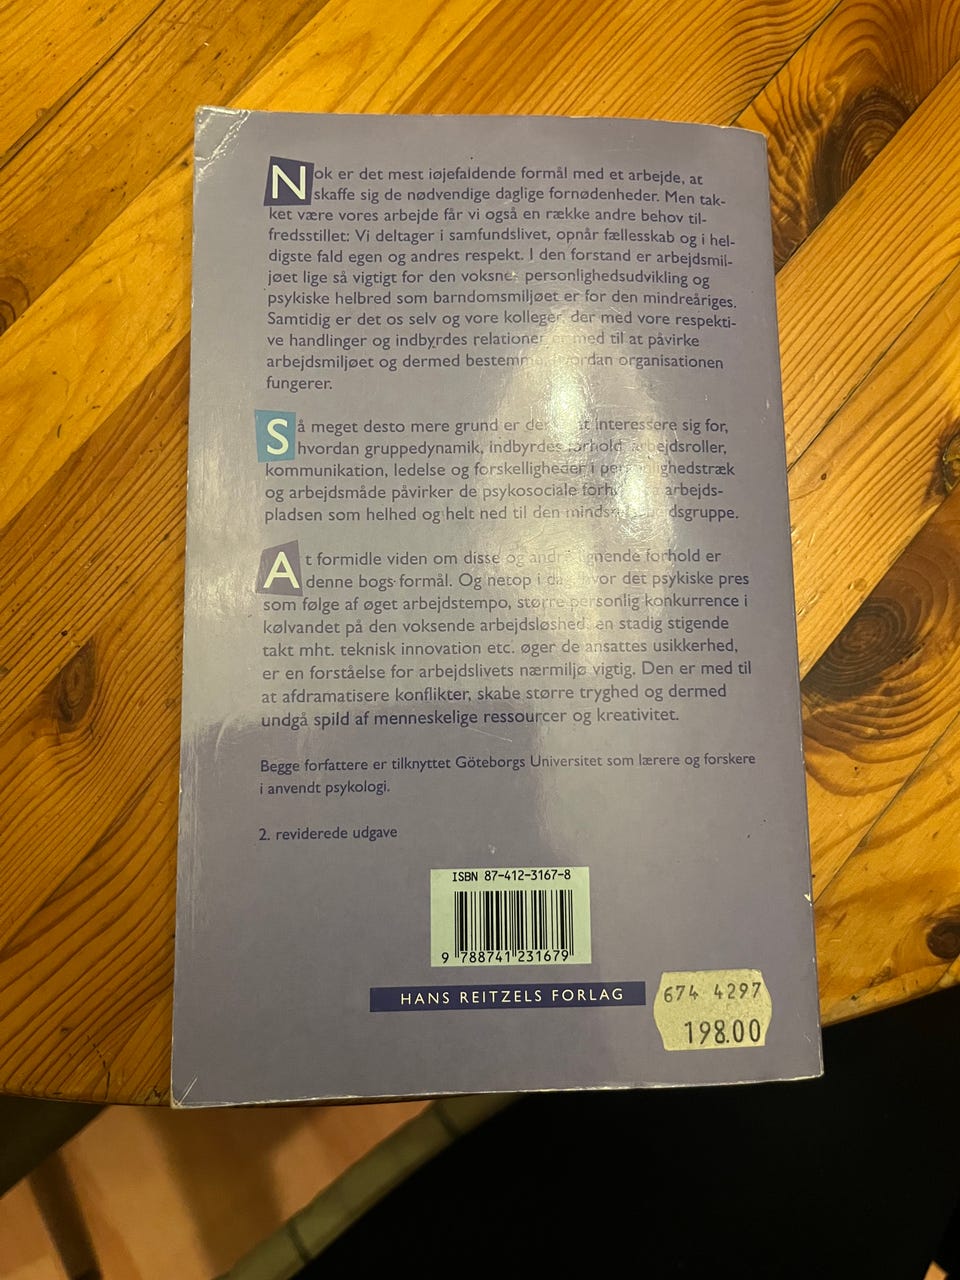 Nok er det mest iøjefaldende formål med et arbejde, at
skaffe sig de nødvendige daglige fornødenheder. Men tak-
ket være vores arbejde får vi også en række andre behov til-
fredsstillet: Vi deltager i samfundslivet, opnår fællesskab og i hel-
digste fald egen og andres respekt. I den forstand er arbejdsmil-
jøet lige så vigtigt for den voksnes personlighedsudvikling og
psykiske helbred som barndomsmiljøet er for den mindreåriges.
Samtidig er det os selv og vore kolleger, der med vore respekti-
ve handlinger og indbyrdes relationer er med til at påvirke
arbejdsmiljøet og dermed bestemme, hvordan organisationen
fungerer.
Så meget desto mere grund er der til at interessere sig for,
hvordan gruppedynamik, indbyrdes forhold, arbejdsroller,
kommunikation, ledelse og forskelligheder i personlighedstræk
og arbejdsmåde påvirker de psykosociale arbejds-
pladsen som helhed og helt ned til den mindste arbejdsgruppe.
At formidle viden om disse og andre lignende forhold er
denne bogs formål. Og netop i dag, hvor det psykiske pres
som følge af øget arbejdstempo, større personlig konkurrence i
kølvandet på den voksende arbejdsløshed, en stadig stigende
takt mht. teknisk innovation etc. øger de ansattes usikkerhed,
er en forståelse for arbejdslivets nærmiljø vigtig. Den er med til
at afdramatisere konflikter, skabe større tryghed og dermed
undgå spild af menneskelige ressourcer og kreativitet.
Begge forfattere er tilknyttet Göteborgs Universitet som lærere og forskere
i anvendt psykologi.
2. reviderede udgave
ISBN 87-412-3167-8
9 788741 231679
HANS REITZELS FORLAG
674 4297
198.00